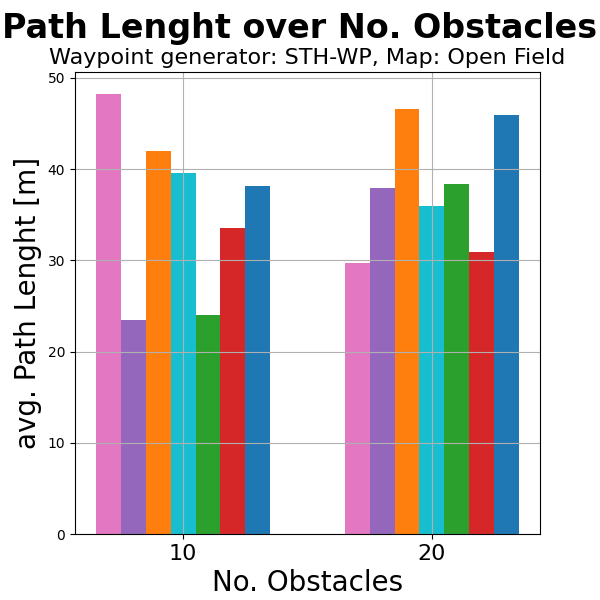 Path Lenght over No. Obstacles
Waypoint generator: STH-WP, Map: Open Field
avg. Path Lenght [m]
50
40
30
20
10
0
10 20
No. Obstacles